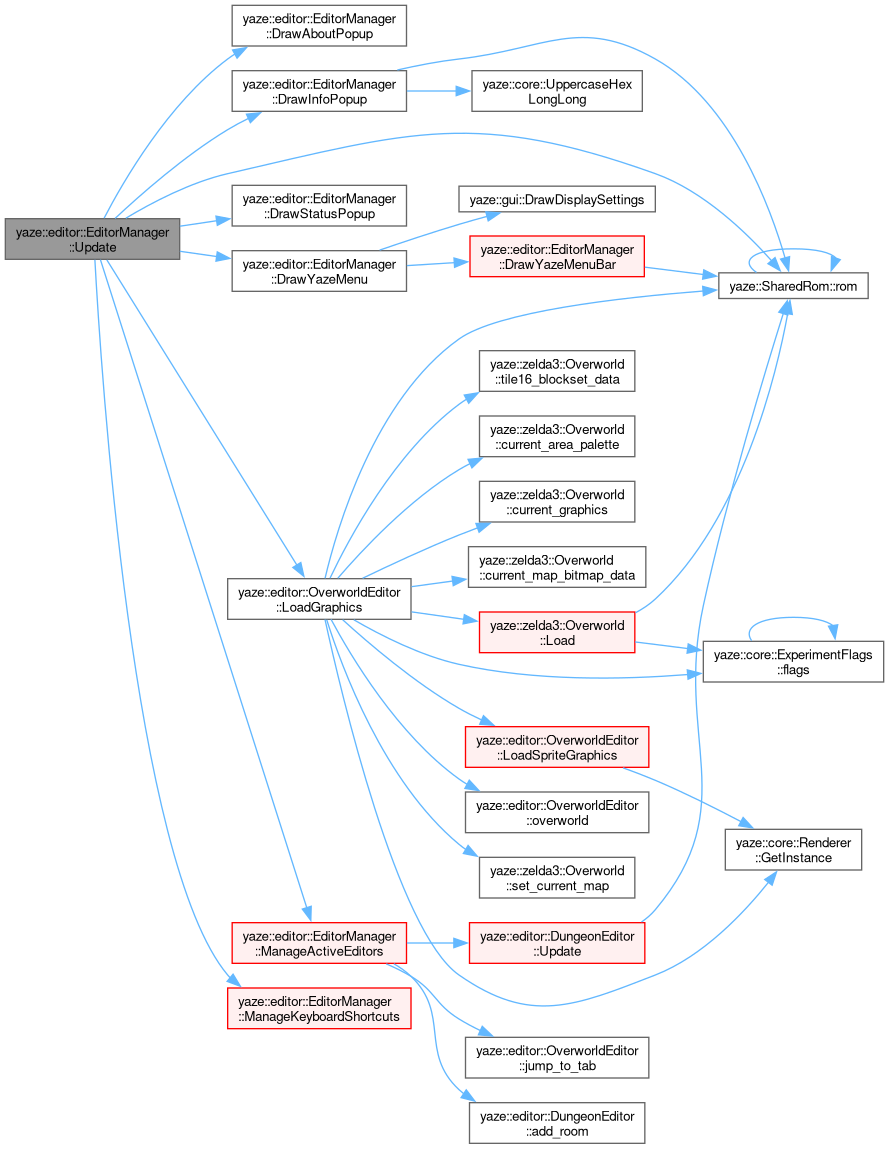 yaze::editor::EditorManager
::DrawAboutPopup
yaze::editor::EditorManager
::DrawInfoPopup
yaze::core::UppercaseHex
LongLong
yaze::editor::EditorManager
::DrawStatusPopup
yaze::gui::DrawDisplaySettings
yaze::editor::EditorManager
::Update
yaze::editor::EditorManager
::DrawYazeMenu
yaze::editor::EditorManager
::DrawYazeMenuBar
yaze::SharedRom::rom
yaze::zelda3::Overworld
::tile16_blockset_data
yaze::zelda3::Overworld
::current_area_palette
yaze::zelda3::Overworld
::current_graphics
yaze::zelda3::Overworld
::current_map_bitmap_data
yaze::editor::OverworldEditor
::LoadGraphics
yaze::zelda3::Overworld
::Load
yaze::core::ExperimentFlags
::flags
yaze::editor::OverworldEditor
::LoadSpriteGraphics
yaze::editor::OverworldEditor
::overworld
yaze::core::Renderer
::GetInstance
yaze::zelda3::Overworld
::set_current_map
yaze::editor::EditorManager
::ManageActiveEditors
yaze::editor::DungeonEditor
::Update
yaze::editor::EditorManager
::ManageKeyboardShortcuts
yaze::editor::OverworldEditor
::jump_to_tab
yaze::editor::DungeonEditor
::add_room